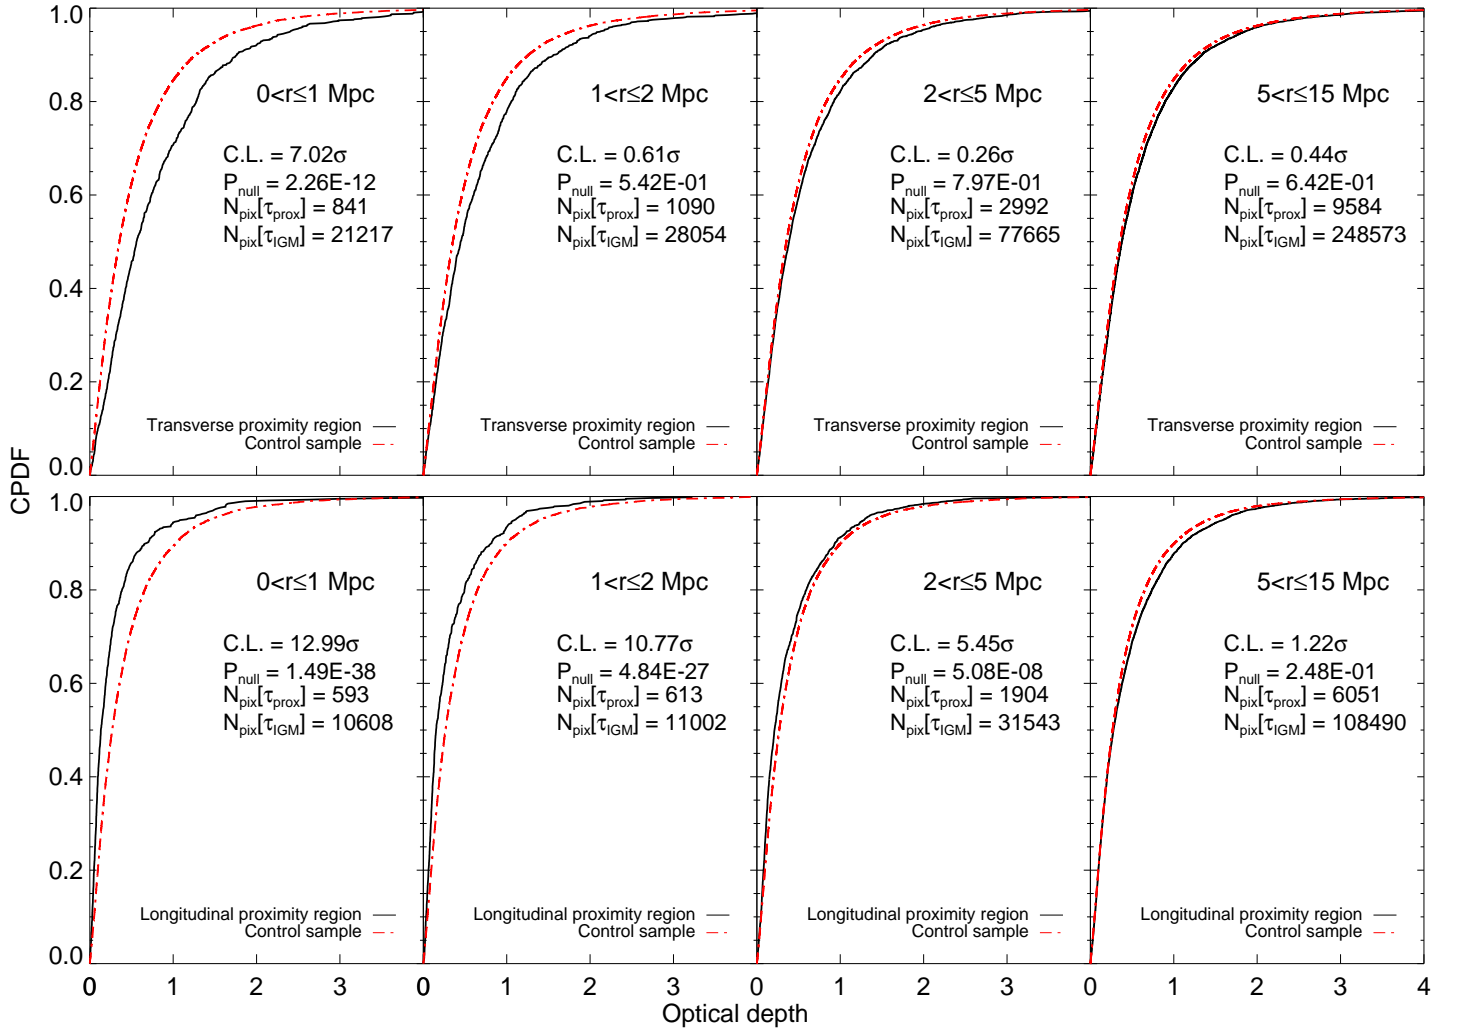 CPDF
1.0
0.8
0.6
0.4
0.2
0.0
0<r≤1 Mpc
C.L. = 7.02σ
P_null = 2.26E-12
N_pix[τ_prox] = 841
N_pix[τ_IGM] = 21217
Transverse proximity region
Control sample
1<r≤2 Mpc
C.L. = 0.61σ
P_null = 5.42E-01
N_pix[τ_prox] = 1090
N_pix[τ_IGM] = 28054
Transverse proximity region
Control sample
2<r≤5 Mpc
C.L. = 0.26σ
P_null = 7.97E-01
N_pix[τ_prox] = 2992
N_pix[τ_IGM] = 77665
Transverse proximity region
Control sample
5<r≤15 Mpc
C.L. = 0.44σ
P_null = 6.42E-01
N_pix[τ_prox] = 9584
N_pix[τ_IGM] = 248573
Transverse proximity region
Control sample
1.0
0.8
0.6
0.4
0.2
0.0
0<r≤1 Mpc
C.L. = 12.99σ
P_null = 1.49E-38
N_pix[τ_prox] = 593
N_pix[τ_IGM] = 10608
Longitudinal proximity region
Control sample
1<r≤2 Mpc
C.L. = 10.77σ
P_null = 4.84E-27
N_pix[τ_prox] = 613
N_pix[τ_IGM] = 11002
Longitudinal proximity region
Control sample
2<r≤5 Mpc
C.L. = 5.45σ
P_null = 5.08E-08
N_pix[τ_prox] = 1904
N_pix[τ_IGM] = 31543
Longitudinal proximity region
Control sample
5<r≤15 Mpc
C.L. = 1.22σ
P_null = 2.48E-01
N_pix[τ_prox] = 6051
N_pix[τ_IGM] = 108490
Longitudinal proximity region
Control sample
0 1 2 3 0 1 2 3 0 1 2 3 0 1 2 3 4
Optical depth